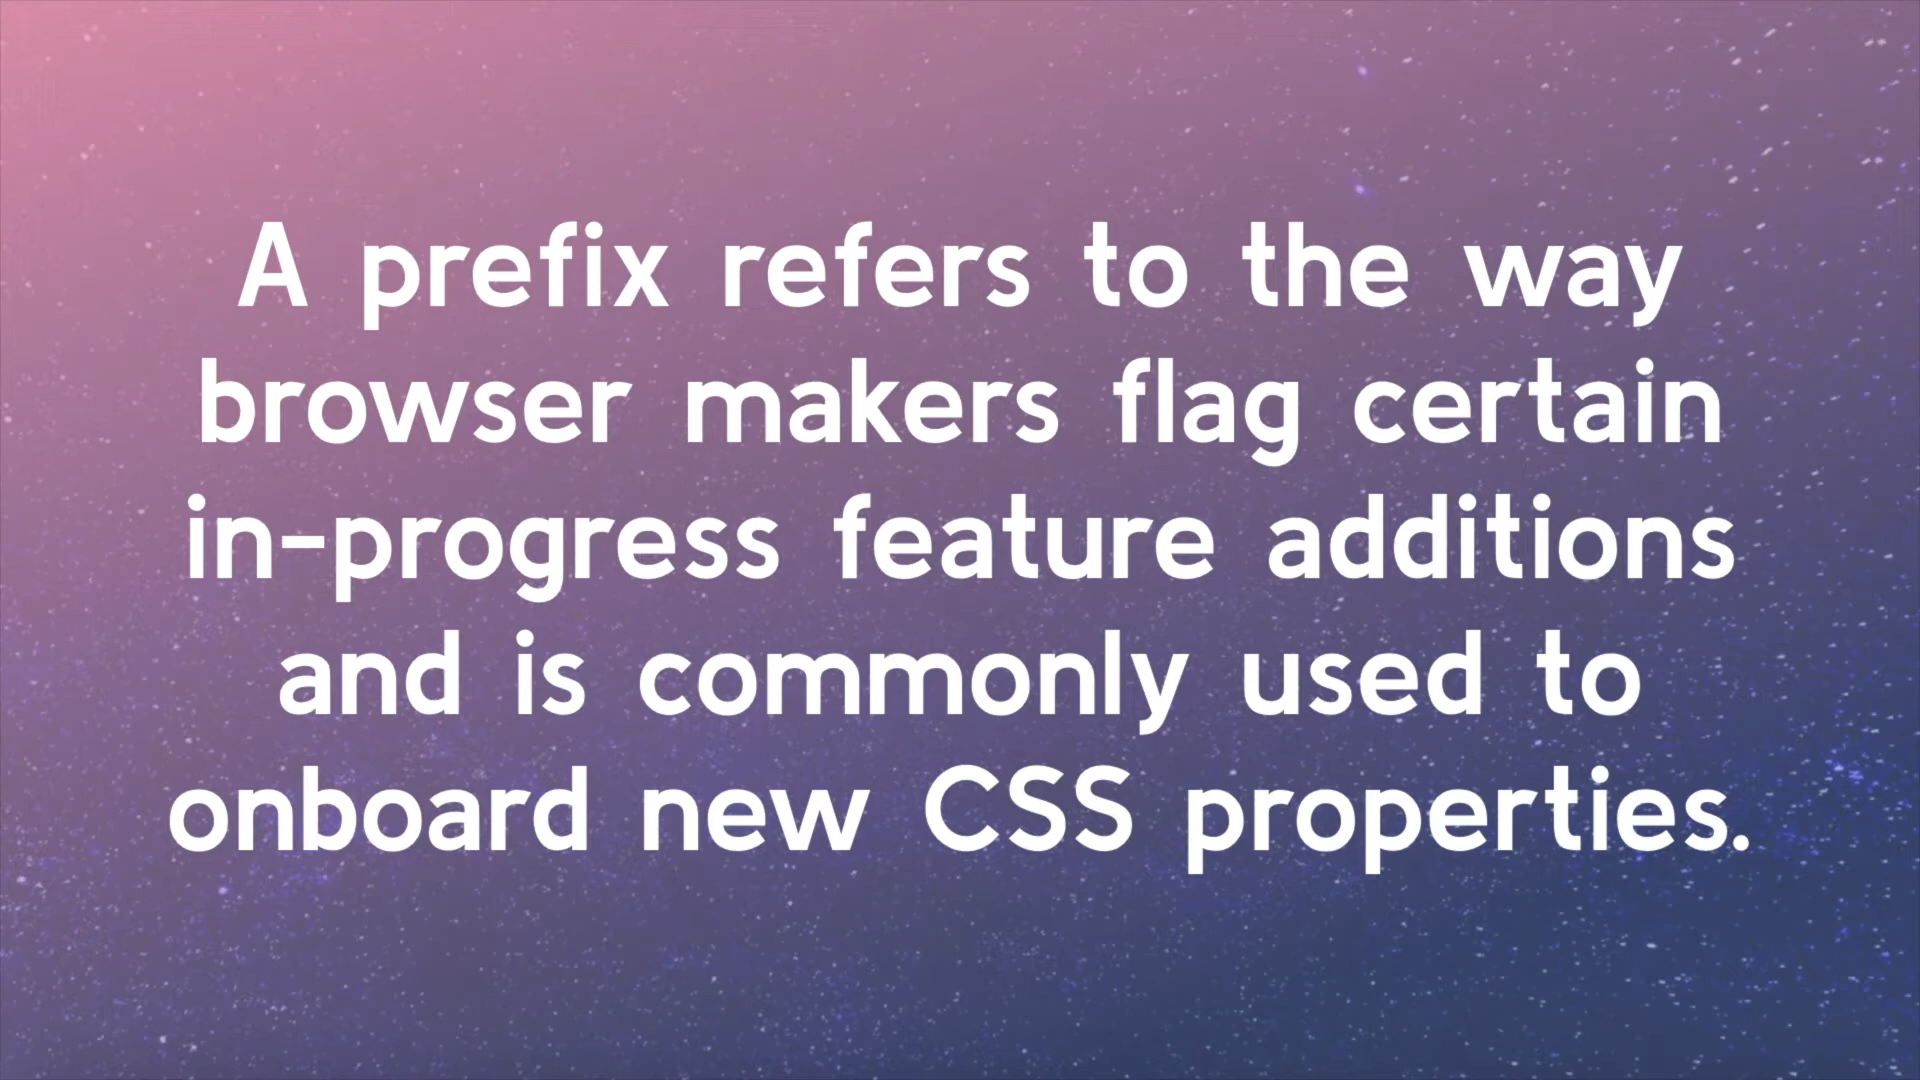 A prefix refers to the way
browser makers flag certain
in-progress feature additions
and is commonly used to
onboard new CSS properties.